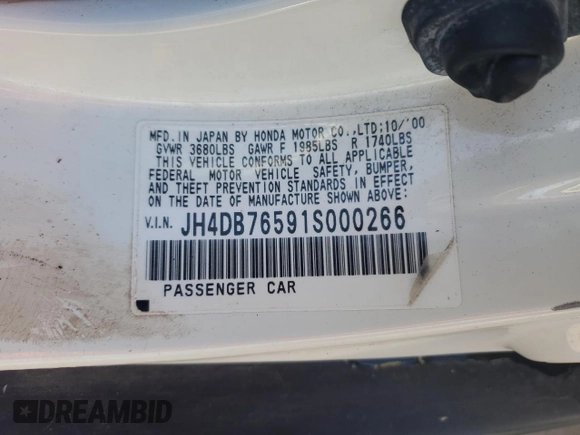 MFD. IN JAPAN BY HONDA MOTOR CO.,LTD;10/'00
GVWR 3680LBS GAWR F 1985LBS R 1740LBS
THIS VEHICLE CONFORMS TO ALL APPLICABLE
FEDERAL MOTOR VEHICLE SAFETY, BUMPER,
AND THEFT PREVENTION STANDARDS IN EFFECT
ON THE DATE OF MANUFACTURE SHOWN ABOVE:
V.I.N. JH4DB76591S000266
PASSENGER CAR
DREAMBID